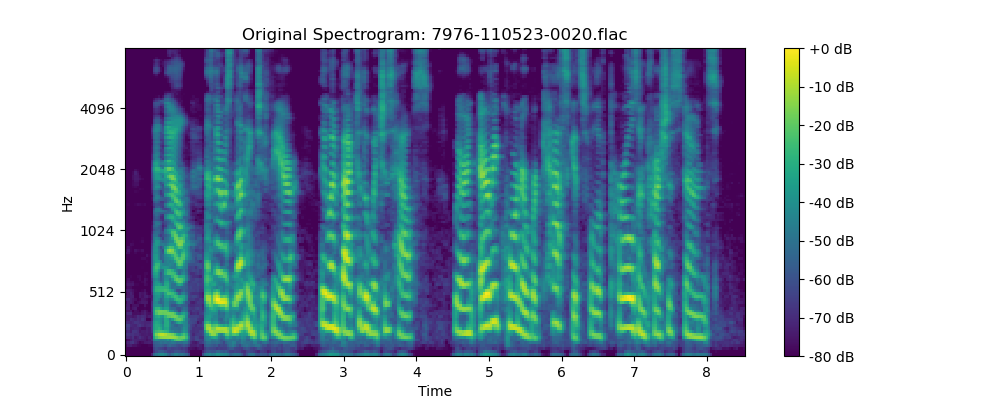 Original Spectrogram: 7976-110523-0020.flac
Hz
4096
2048
1024
512
0
0 1 2 3 4 5 6 7 8
Time
+0 dB
-10 dB
-20 dB
-30 dB
-40 dB
-50 dB
-60 dB
-70 dB
-80 dB